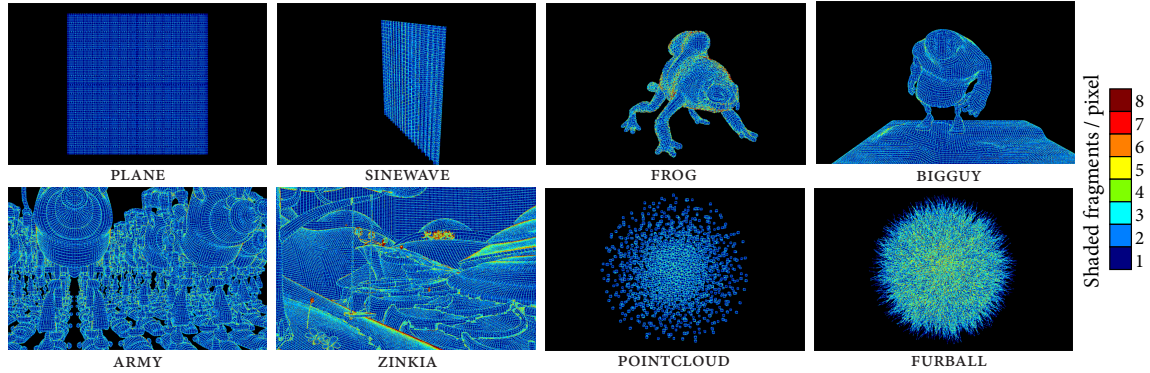 PLANE
SINEWAVE
FROG
BIGGUY
ARMY
ZINKIA
POINTCLOUD
FURBALL
Shaded fragments / pixel
8
7
6
5
4
3
2
1